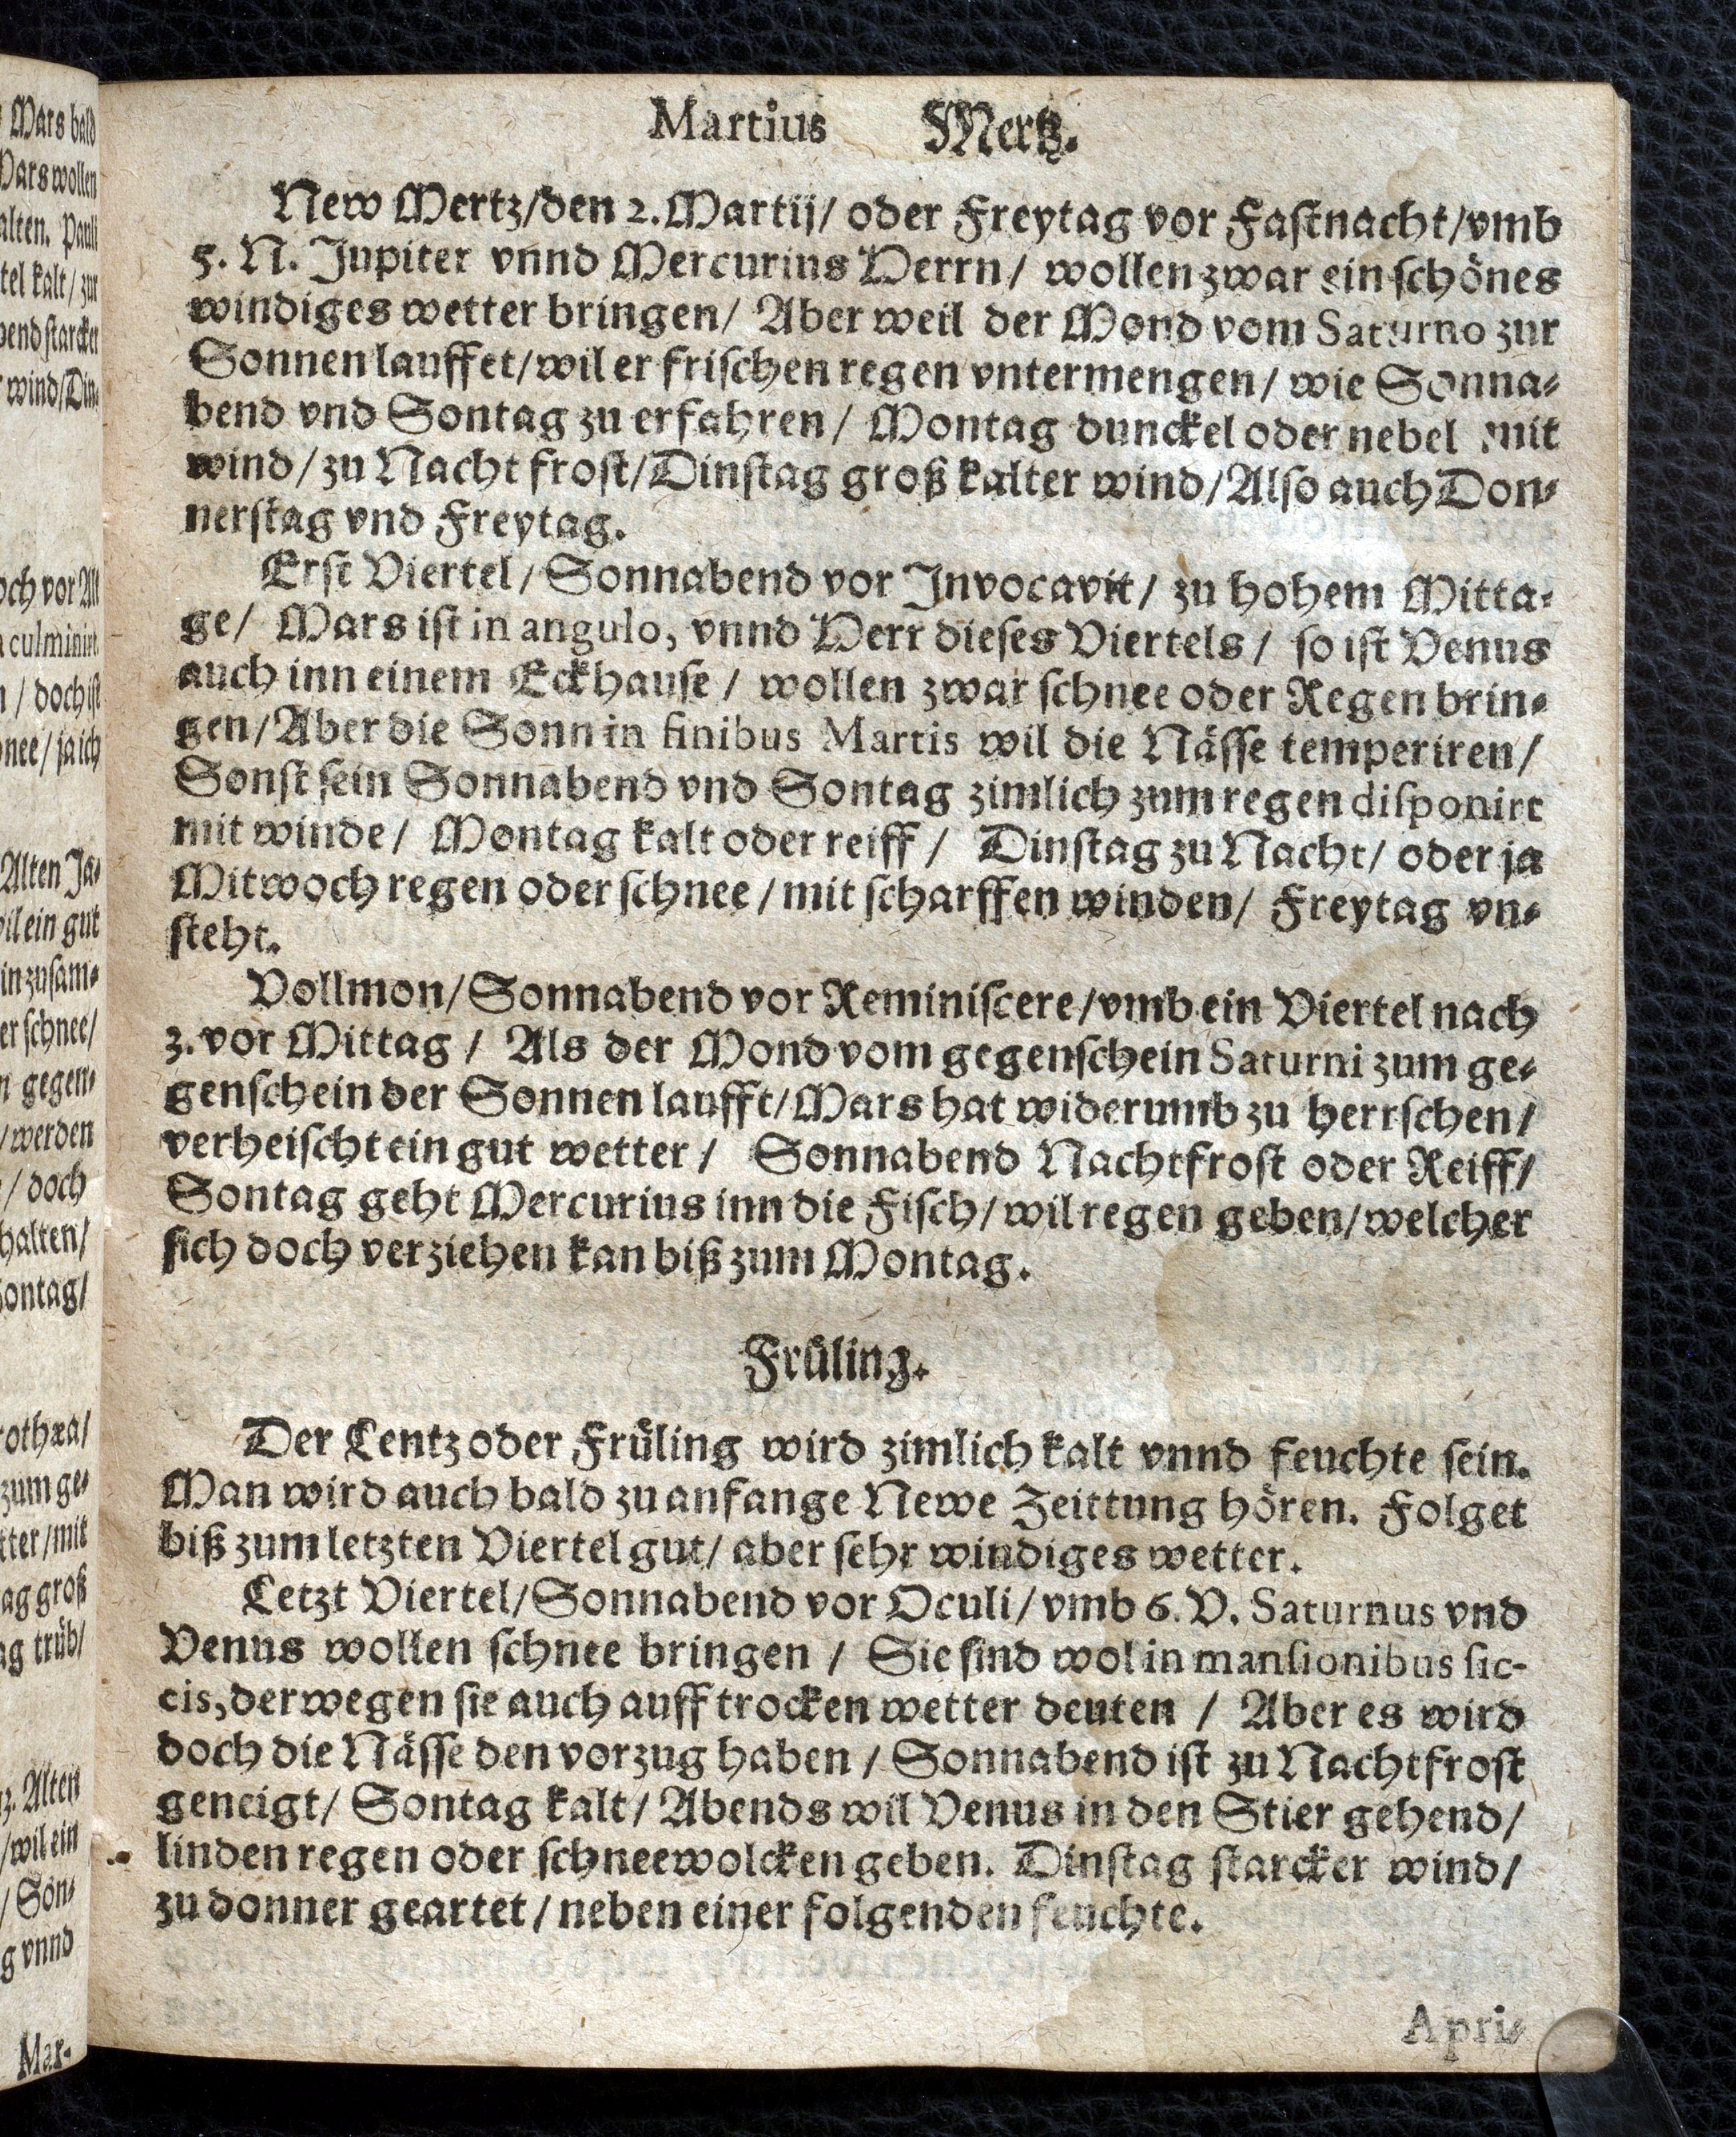 Martius Mertz.
New Mertz/den 2. Martij/ oder Freytag vor Fastnacht/vmb
5. N. Jupiter vnnd Mercurius Herrn/ wollen zwar ein schönes
windiges wetter bringen/ Aber weil der Mond vom Saturno zur
Sonnen lauffet/wil er frischen regen vntermengen/ wie Sonna-
bend vnd Sontag zu erfahren/ Montag dunckel oder nebel mit
wind/zu Nacht frost/Dinstag groß kalter wind/Also auch Don-
nerstag vnd Freytag.
Erst Viertel/Sonnabend vor Invocavit/ zu hohem Mitta-
ge/ Mars ist in angulo, vnnd Herr dieses Viertels/ so ist Venus
auch inn einem Eckhause/ wollen zwar schnee oder Regen brin-
gen/Aber die Sonn in finibus Martis wil die Nässe temperiren/
Sonst sein Sonnabend vnd Sontag zimlich zum regen disponirt
mit winde/ Montag kalt oder reiff/ Dinstag zu Nacht/ oder ja
Mitwoch regen oder schnee/mit scharffen winden/ Freytag vn-
steht.
Vollmon/Sonnabend vor Reminiscere/vmb ein Viertel nach
3. vor Mittag/ Als der Mond vom gegenschein Saturni zum ge-
genschein der Sonnen laufft/Mars hat widerumb zu herrschen/
verheischt ein gut wetter/ Sonnabend Nachtfrost oder Reiff/
Sontag geht Mercurius inn die Fisch/wil regen geben/welcher
sich doch verziehen kan biß zum Montag.
Früling.
Der Lentz oder Früling wird zimlich kalt vnnd feuchte sein.
Man wird auch bald zu anfange Newe Zeittung hören. Folget
biß zum letzten Viertel gut/ aber sehr windiges wetter.
Letzt Viertel/Sonnabend vor Oculi/vmb 6. V. Saturnus vnd
Venus wollen schnee bringen/ Sie sind wol in mansionibus sic-
cis, derwegen sie auch auff trocken wetter deuten/ Aber es wird
doch die Nässe den vorzug haben/Sonnabend ist zu Nachtfrost
geneigt/ Sontag kalt/Abends wil Venus in den Stier gehend/
linden regen oder schneewolcken geben. Dinstag starcker wind/
zu donner geartet/neben einer folgenden feuchte.
Apri-